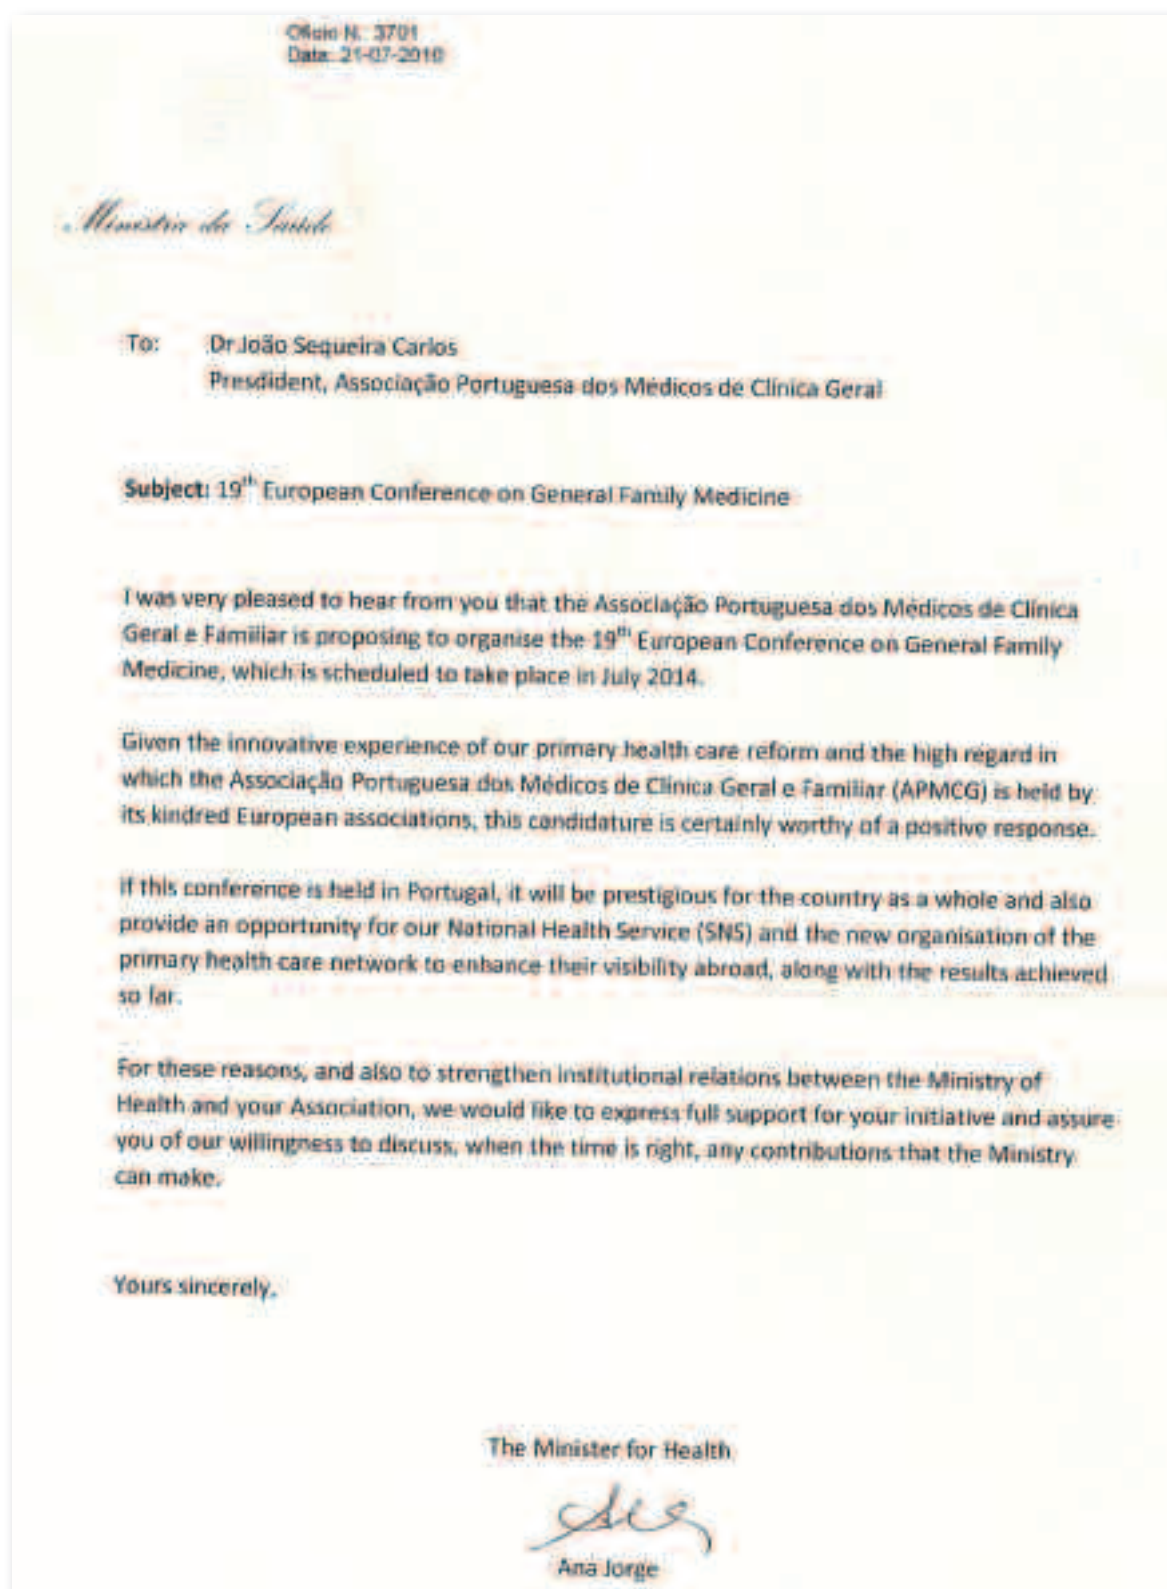 Oficio N.: 3701
Data: 21-07-2010
Ministra da Saúde
To: Dr João Sequeira Carlos
Presdident, Associação Portuguesa dos Médicos de Clínica Geral
Subject: 19th European Conference on General Family Medicine
I was very pleased to hear from you that the Associação Portuguesa dos Médicos de Clínica
Geral e Familiar is proposing to organise the 19th European Conference on General Family
Medicine, which is scheduled to take place in July 2014.
Given the innovative experience of our primary health care reform and the high regard in
which the Associação Portuguesa dos Médicos de Clínica Geral e Familiar (APMCG) is held by
its kindred European associations, this candidature is certainly worthy of a positive response.
If this conference is held in Portugal, it will be prestigious for the country as a whole and also
provide an opportunity for our National Health Service (SNS) and the new organisation of the
primary health care network to enhance their visibility abroad, along with the results achieved
so far.
For these reasons, and also to strengthen institutional relations between the Ministry of
Health and your Association, we would like to express full support for your initiative and assure
you of our willingness to discuss, when the time is right, any contributions that the Ministry
can make.
Yours sincerely,
The Minister for Health
Ana Jorge